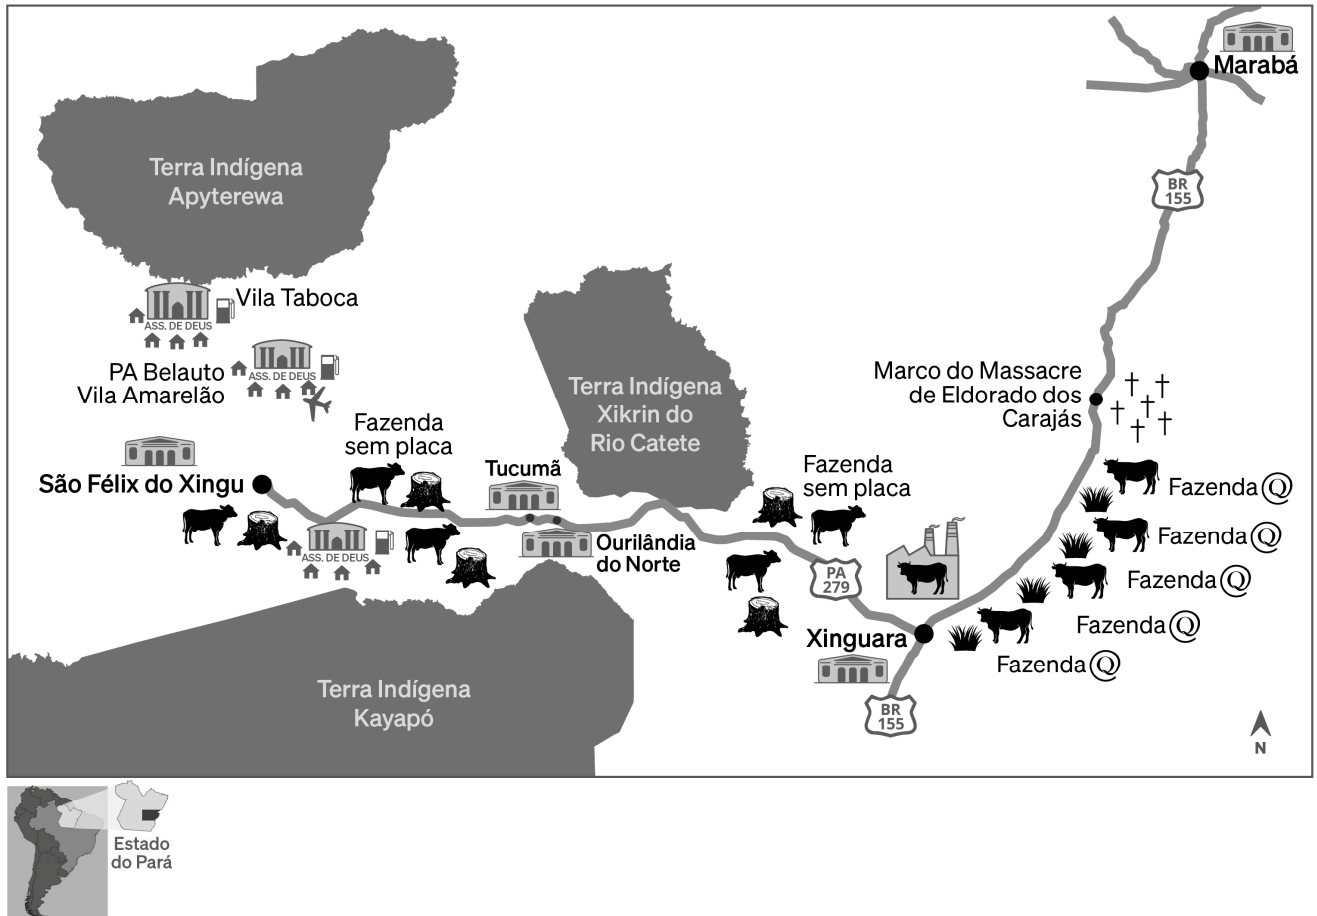 Marabá
Terra Indígena
Apyterewa
BR
155
Vila Taboca
ASS. DE DEUS
PA Belauto
Vila Amarelão
ASS. DE DEUS
Marco do Massacre
de Eldorado dos
Carajás
Terra Indígena
Xikrin do
Rio Catete
Fazenda
sem placa
São Félix do Xingu
Tucumã
Fazenda
sem placa
Fazenda Q
Fazenda Q
ASS. DE DEUS
Ourilândia
do Norte
PA
279
Fazenda Q
Fazenda Q
Xinguara
Fazenda Q
Terra Indígena
Kayapó
BR
155
N
Estado
do Pará